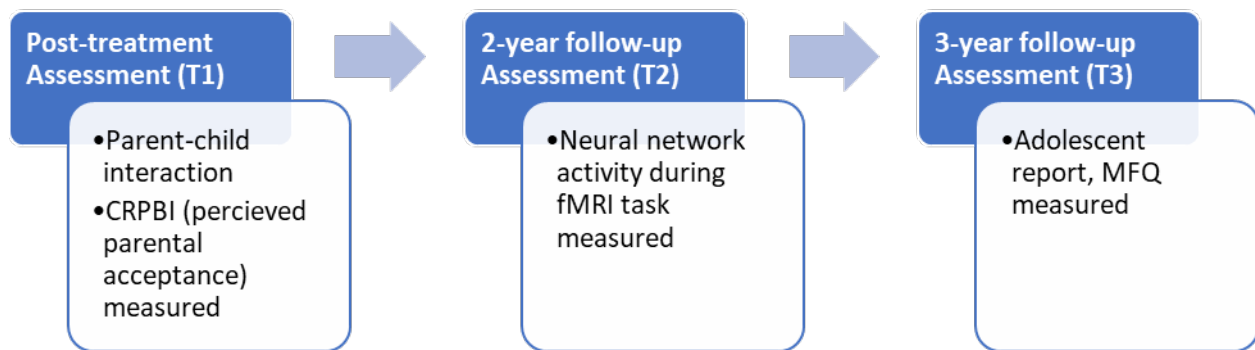 Post-treatment
Assessment (T1)
•Parent-child
interaction
•CRPBI (percieved
parental
acceptance)
measured
2-year follow-up
Assessment (T2)
•Neural network
activity during
fMRI task
measured
3-year follow-up
Assessment (T3)
•Adolescent
report, MFQ
measured